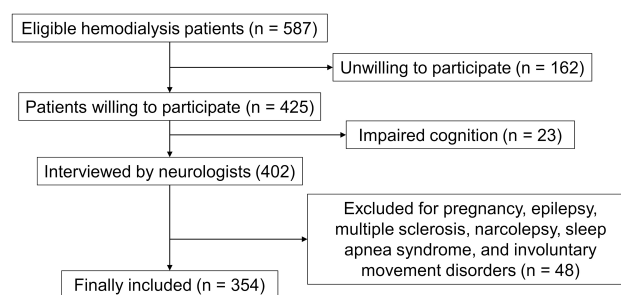 Eligible hemodialysis patients (n = 587)
Unwilling to participate (n = 162)
Patients willing to participate (n = 425)
Impaired cognition (n = 23)
Interviewed by neurologists (402)
Excluded for pregnancy, epilepsy,
multiple sclerosis, narcolepsy, sleep
apnea syndrome, and involuntary
movement disorders (n = 48)
Finally included (n = 354)